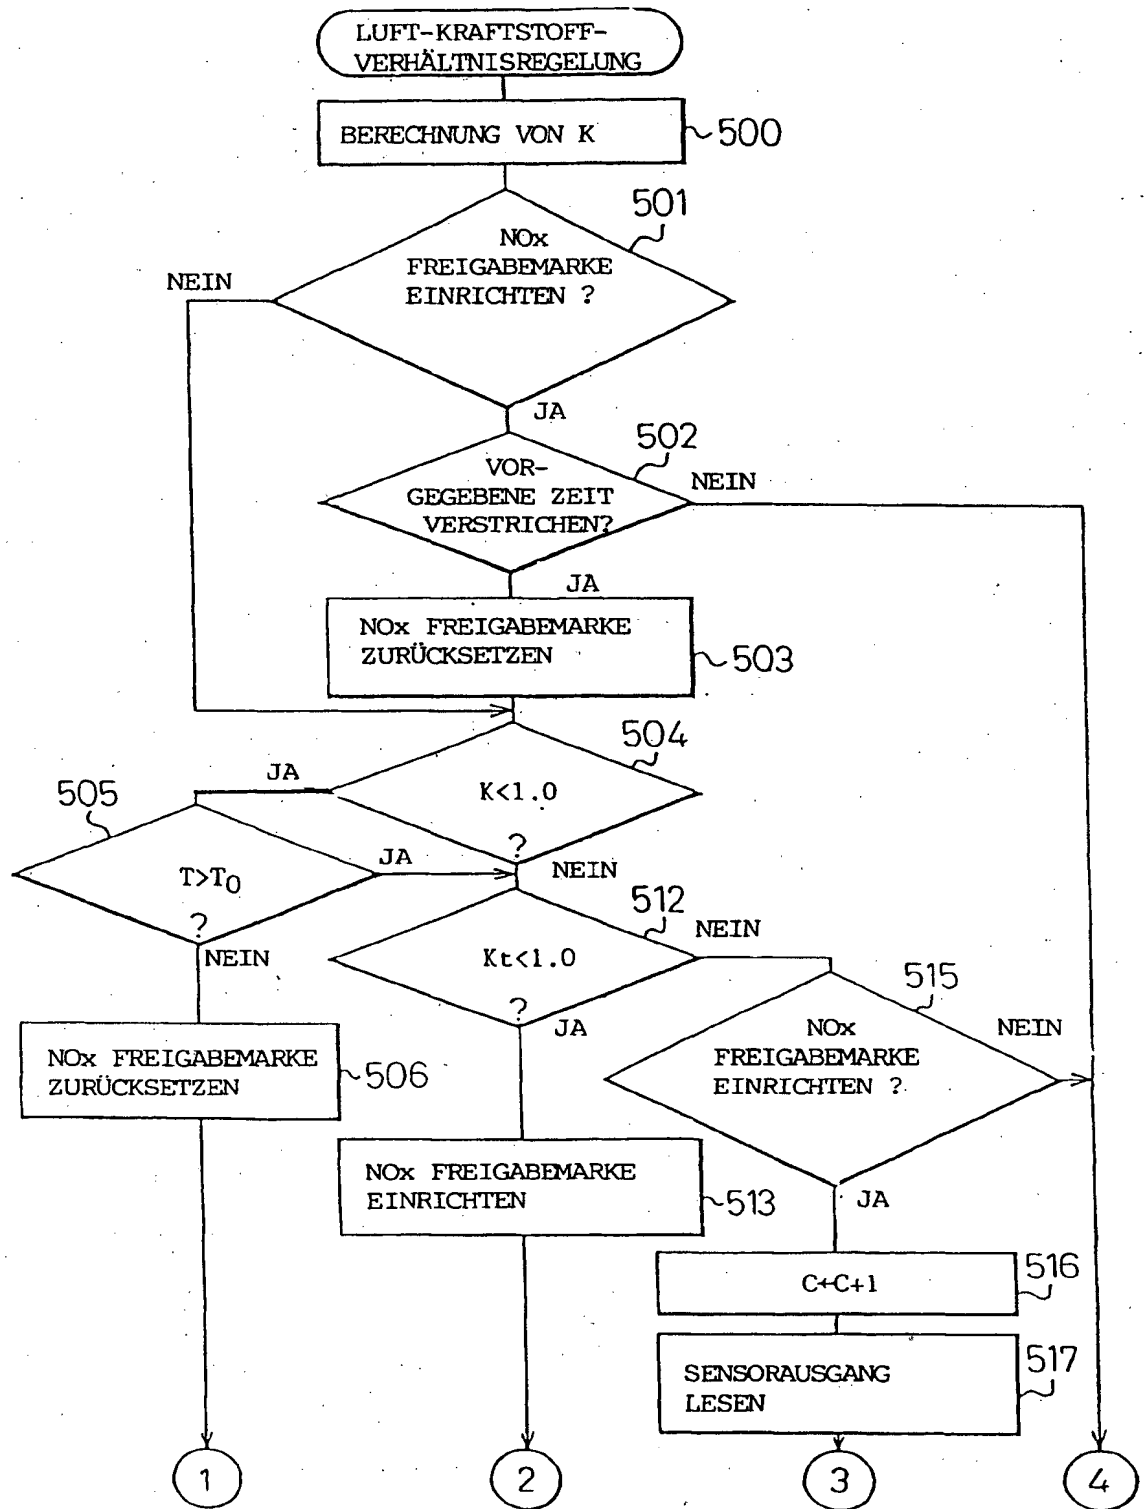 LUFT-KRAFTSTOFF-
VERHÄLTNISREGELUNG
BERECHNUNG VON K
500
501
NOx
FREIGABEMARKE
EINRICHTEN ?
NEIN
JA
502
VOR-
GEGEBENE ZEIT
VERSTRICHEN?
NEIN
JA
NOx FREIGABEMARKE
ZURÜCKSETZEN
503
504
K<1.0
?
JA
NEIN
505
T>T0
?
JA
NEIN
512
Kt<1.0
?
NEIN
JA
515
NOx
FREIGABEMARKE
EINRICHTEN ?
NEIN
JA
NOx FREIGABEMARKE
ZURÜCKSETZEN
506
NOx FREIGABEMARKE
EINRICHTEN
513
C←C+1
516
SENSORAUSGANG
LESEN
517
1
2
3
4